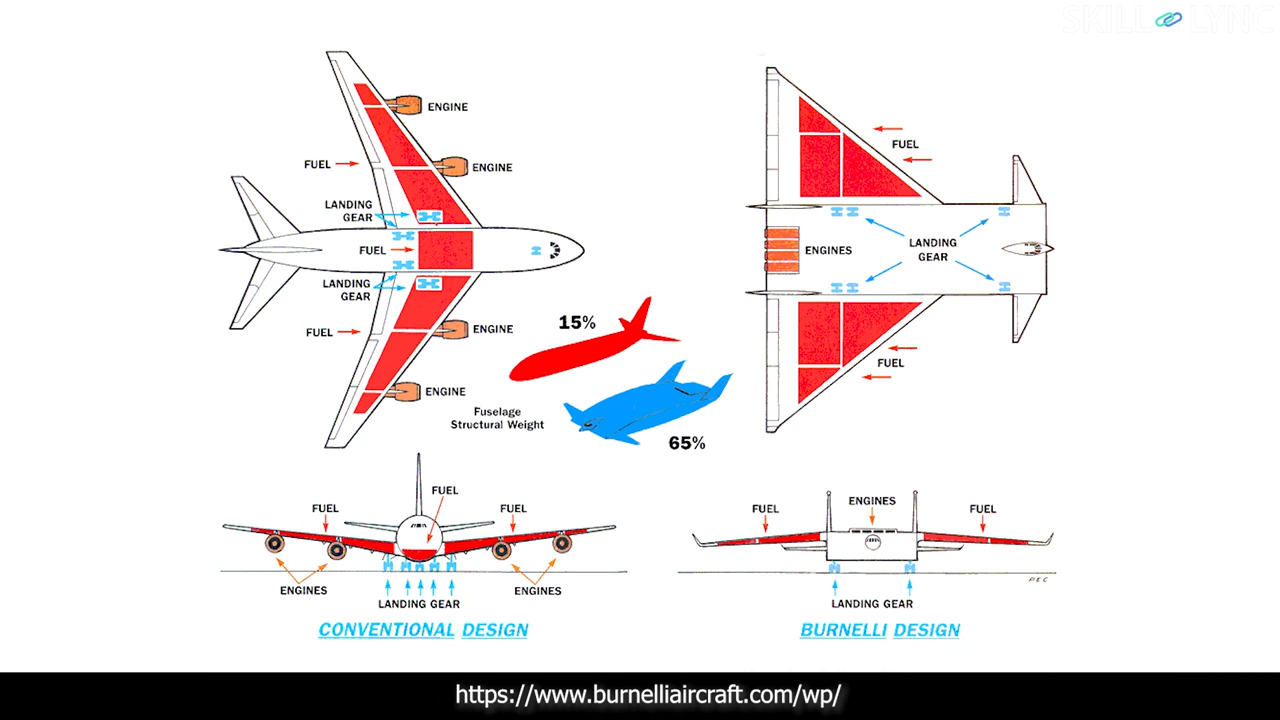 SKILL LYNC
ENGINE
FUEL
ENGINE
LANDING
GEAR
FUEL
LANDING
GEAR
FUEL
ENGINE
ENGINE
FUEL
ENGINES
LANDING
GEAR
FUEL
15%
Fuselage
Structural Weight
65%
FUEL
FUEL
FUEL
ENGINES
ENGINES
LANDING GEAR
CONVENTIONAL DESIGN
FUEL
ENGINES
FUEL
PEC
LANDING GEAR
BURNELLI DESIGN
https://www.burnelliaircraft.com/wp/